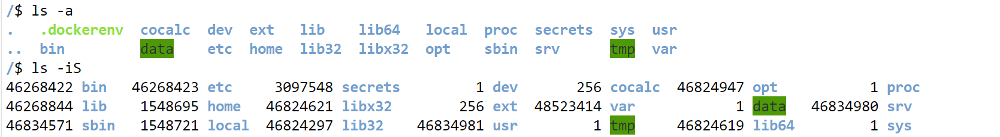 /$ ls -a
.   .dockerenv  cocalc  dev  ext   lib    lib64   local  proc  secrets  sys  usr
..  bin         data    etc  home  lib32  libx32  opt    sbin  srv      tmp  var
/$ ls -iS
46268422 bin   46268423 etc     3097548 secrets         1 dev       256 cocalc  46824947 opt           1 proc
46268844 lib    1548695 home   46824621 libx32        256 ext  48523414 var            1 data   46834980 srv
46834571 sbin   1548721 local  46824297 lib32    46834981 usr         1 tmp     46824619 lib64         1 sys